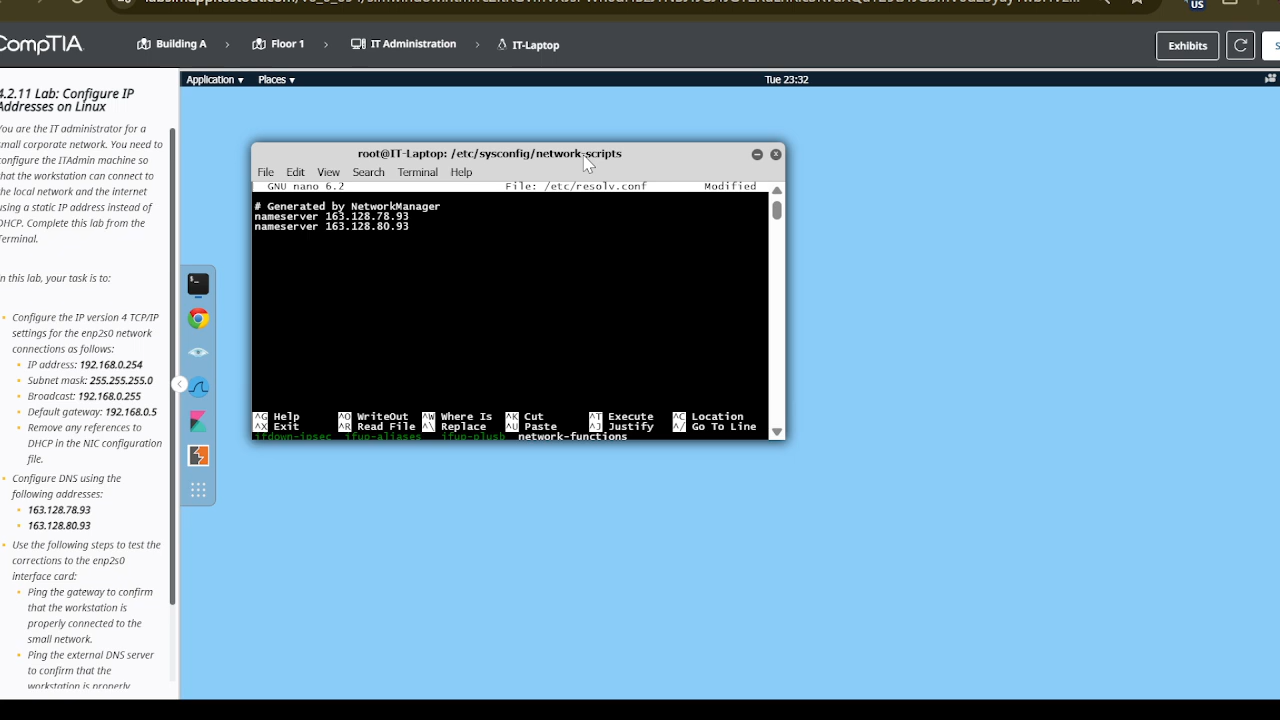 US
CompTIA
Building A
Floor 1
IT Administration
IT-Laptop
Exhibits
Application
Places
Tue 23:32
4.2.11 Lab: Configure IP
Addresses on Linux
You are the IT administrator for a
small corporate network. You need to
configure the ITAdmin machine so
that the workstation can connect to
the local network and the internet
using a static IP address instead of
DHCP. Complete this lab from the
Terminal.
In this lab, your task is to:
Configure the IP version 4 TCP/IP
settings for the enp2s0 network
connections as follows:
IP address: 192.168.0.254
Subnet mask: 255.255.255.0
Broadcast: 192.168.0.255
Default gateway: 192.168.0.5
Remove any references to
DHCP in the NIC configuration
file.
Configure DNS using the
following addresses:
163.128.78.93
163.128.80.93
Use the following steps to test the
corrections to the enp2s0
interface card:
Ping the gateway to confirm
that the workstation is
properly connected to the
small network.
Ping the external DNS server
to confirm that the
workstation is properly
root@IT-Laptop: /etc/sysconfig/network-scripts
File Edit View Search Terminal Help
GNU nano 6.2 File: /etc/resolv.conf Modified
# Generated by NetworkManager
nameserver 163.128.78.93
nameserver 163.128.80.93
^G Help ^O WriteOut ^W Where Is ^K Cut ^T Execute ^C Location
^X Exit ^R Read File ^\ Replace ^U Paste ^J Justify ^/ Go To Line
ifdown-ipsec ifup-aliases ifup-plusb network-functions